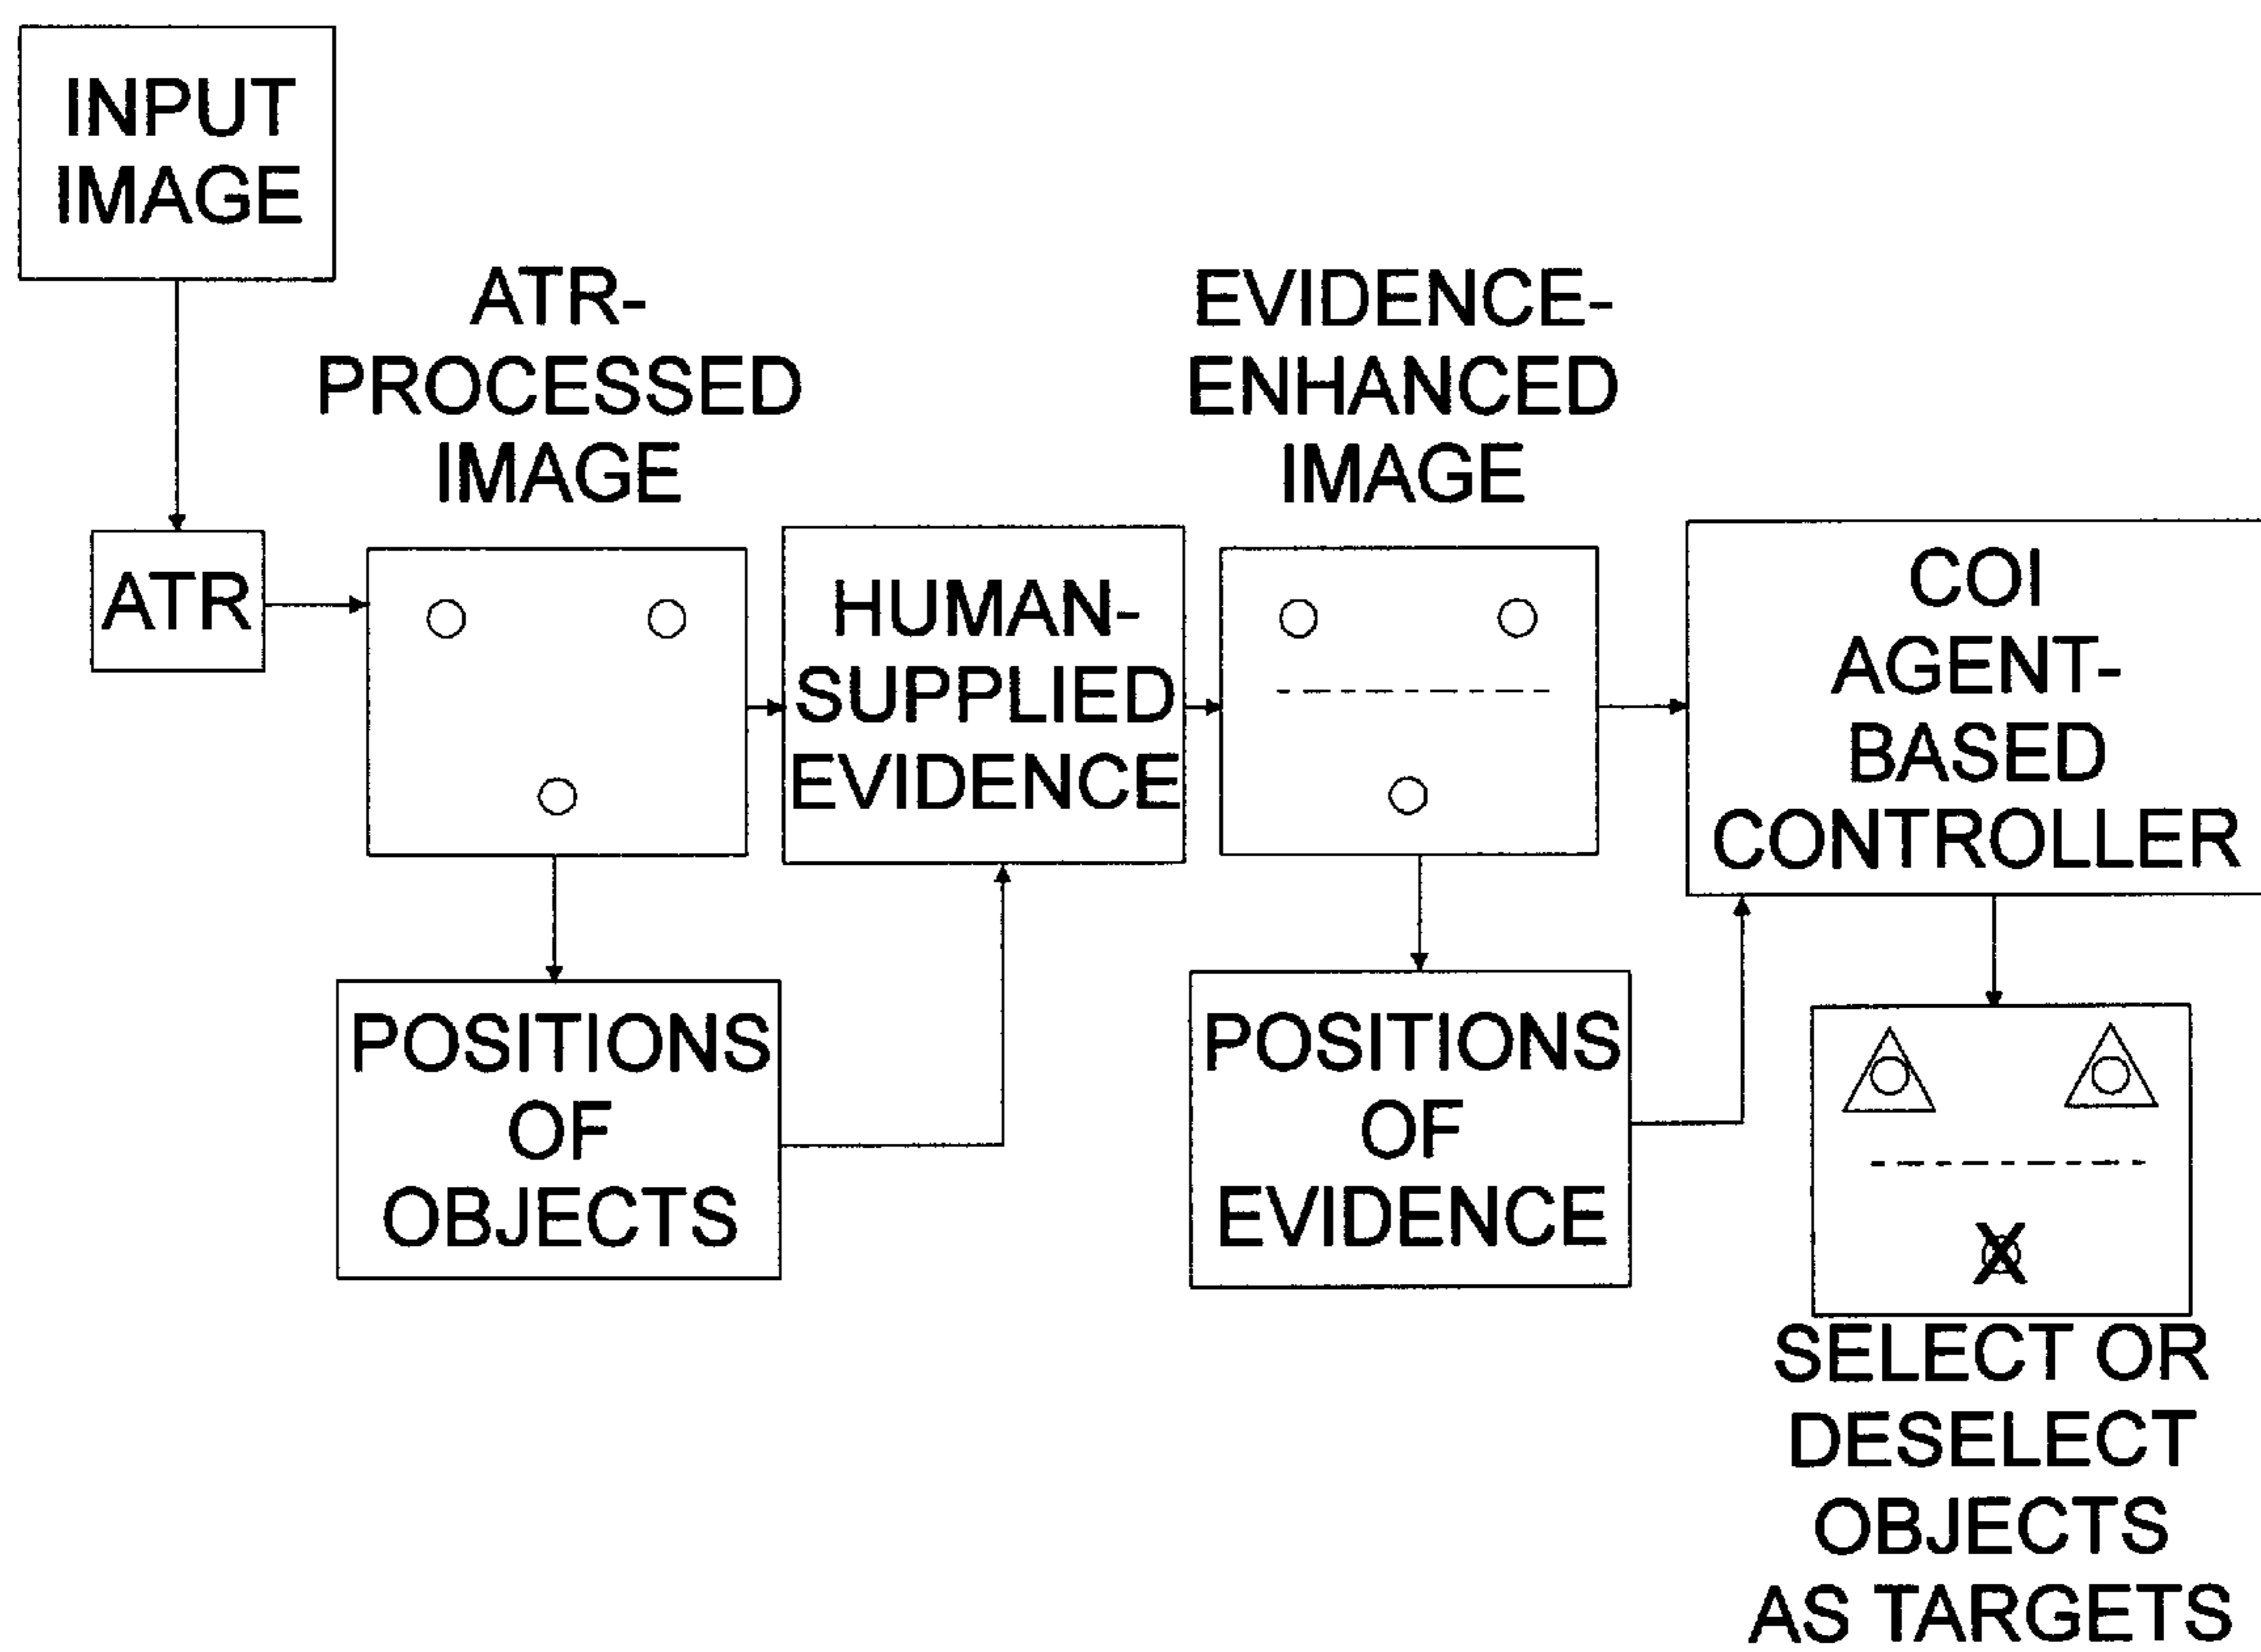 INPUT
IMAGE
ATR-
PROCESSED
IMAGE
EVIDENCE-
ENHANCED
IMAGE
ATR
HUMAN-
SUPPLIED
EVIDENCE
COI
AGENT-
BASED
CONTROLLER
POSITIONS
OF
OBJECTS
POSITIONS
OF
EVIDENCE
X
SELECT OR
DESELECT
OBJECTS
AS TARGETS